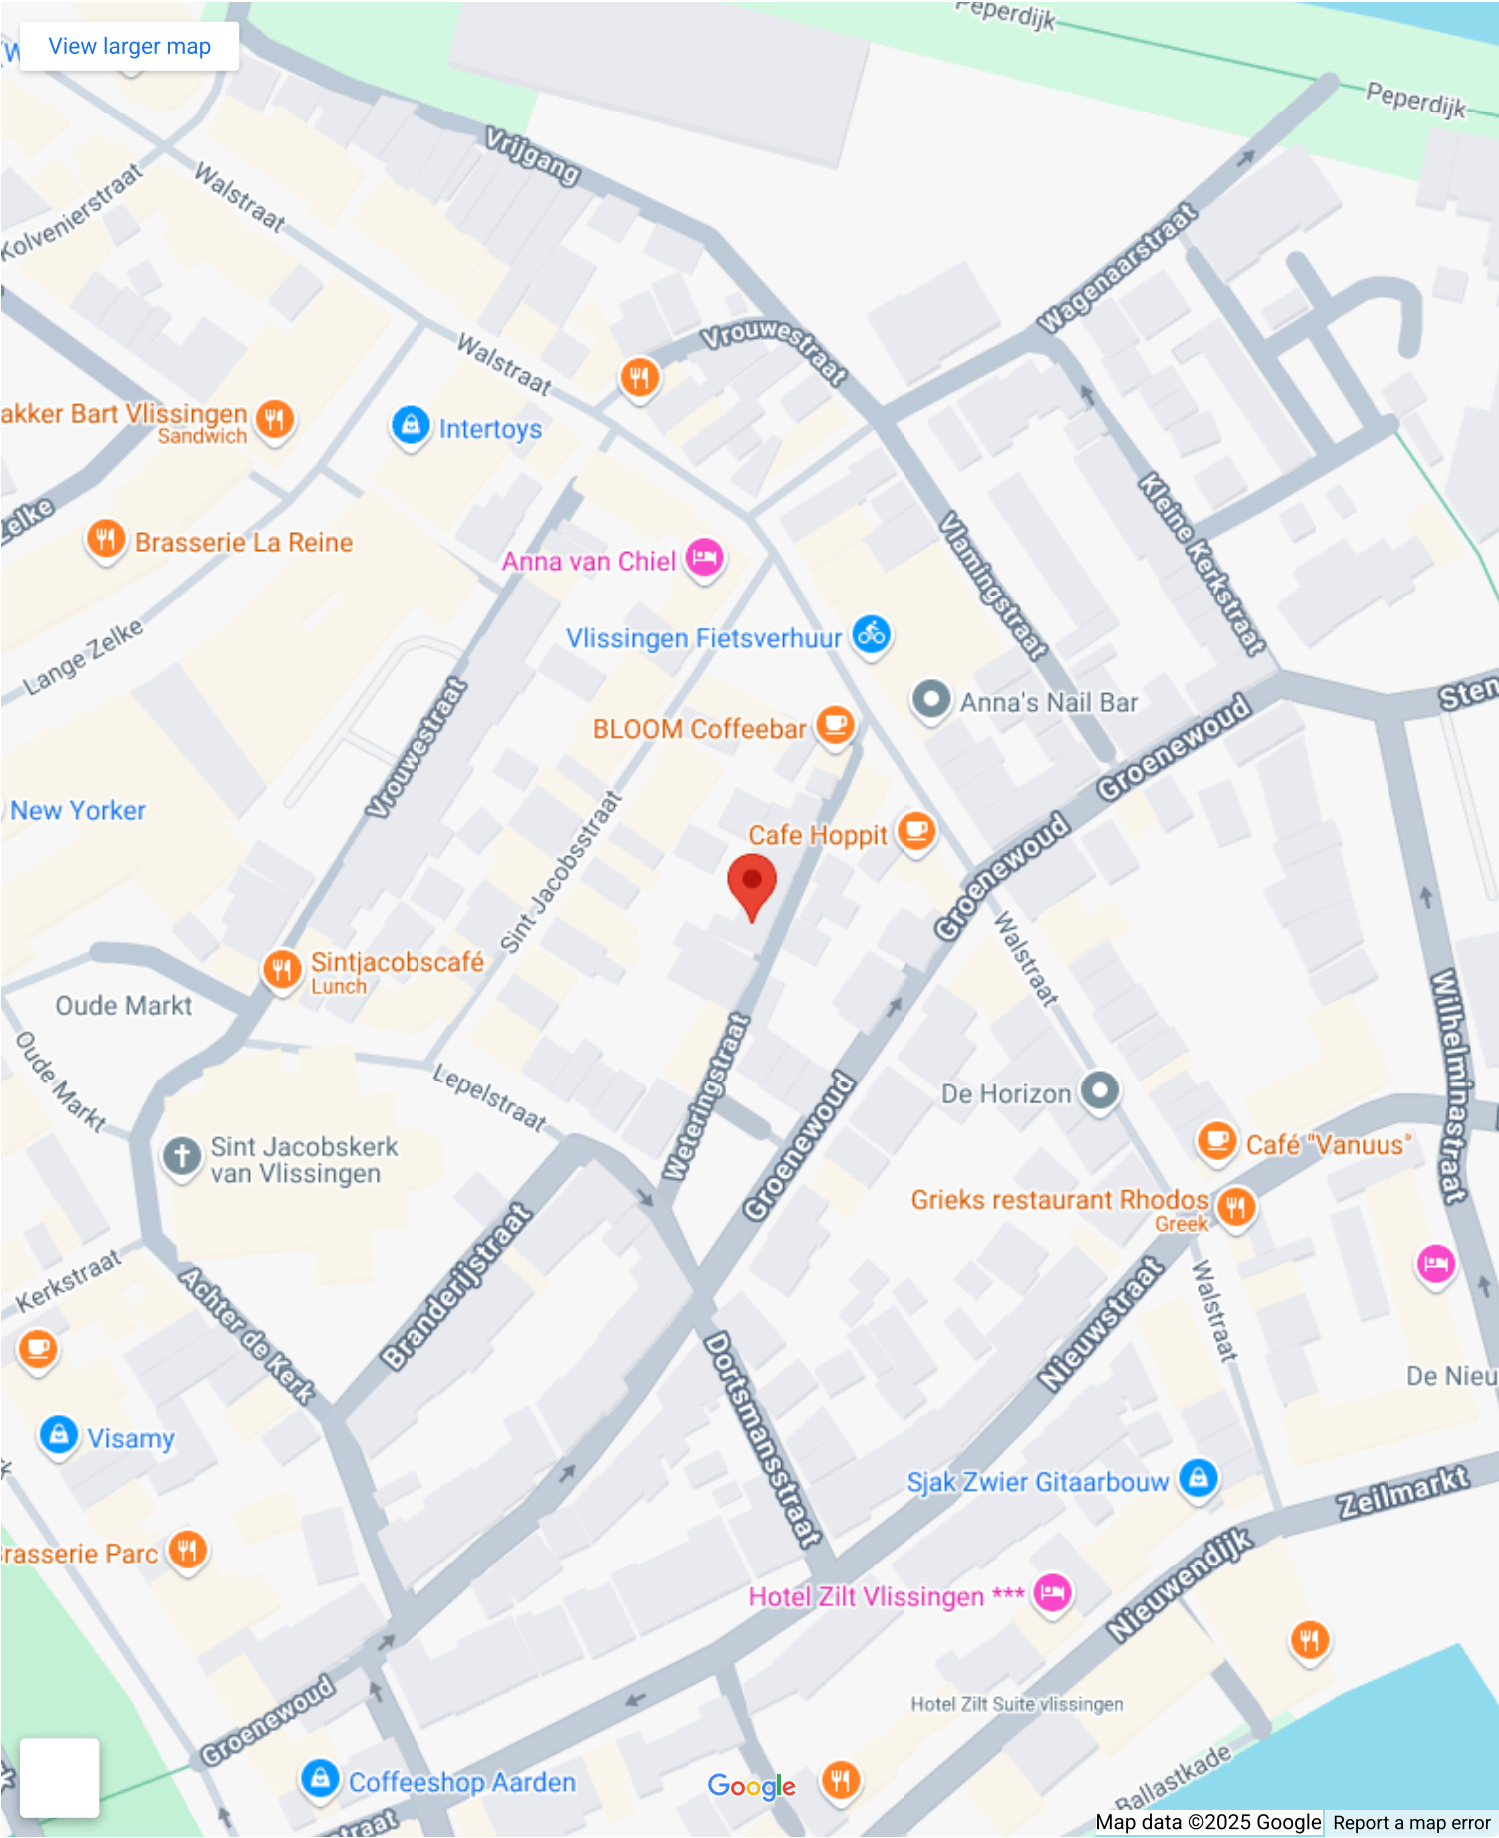 View larger map
Peperdijk
Peperdijk
Vrijgang
Walstraat
Kolvenierstraat
Wagenaarstraat
Vrouwestraat
Walstraat
akker Bart Vlissingen
Sandwich
Intertoys
Zelke
Brasserie La Reine
Anna van Chiel
Vlamingstraat
Kleine Kerkstraat
Lange Zelke
Vlissingen Fietsverhuur
Anna's Nail Bar
Sten
BLOOM Coffeebar
Vrouwestraat
Groenewoud
New Yorker
Sint Jacobsstraat
Cafe Hoppit
Groenewoud
Walstraat
Sintjacobscafé
Lunch
Oude Markt
Oude Markt
Wilhelminastraat
Lepelstraat
Weteringstraat
Groenewoud
De Horizon
Sint Jacobskerk
van Vlissingen
Café "Vanuus"
Grieks restaurant Rhodos
Greek
Kerkstraat
Achter de Kerk
Branderijstraat
Nieuwstraat
Walstraat
Dortsmansstraat
De Nieu
Visamy
Sjak Zwier Gitaarbouw
Zeilmarkt
rasserie Parc
Nieuwendijk
Hotel Zilt Vlissingen ***
Groenewoud
Hotel Zilt Suite vlissingen
Coffeeshop Aarden
Google
Ballastkade
straat
Map data ©2025 Google
Report a map error